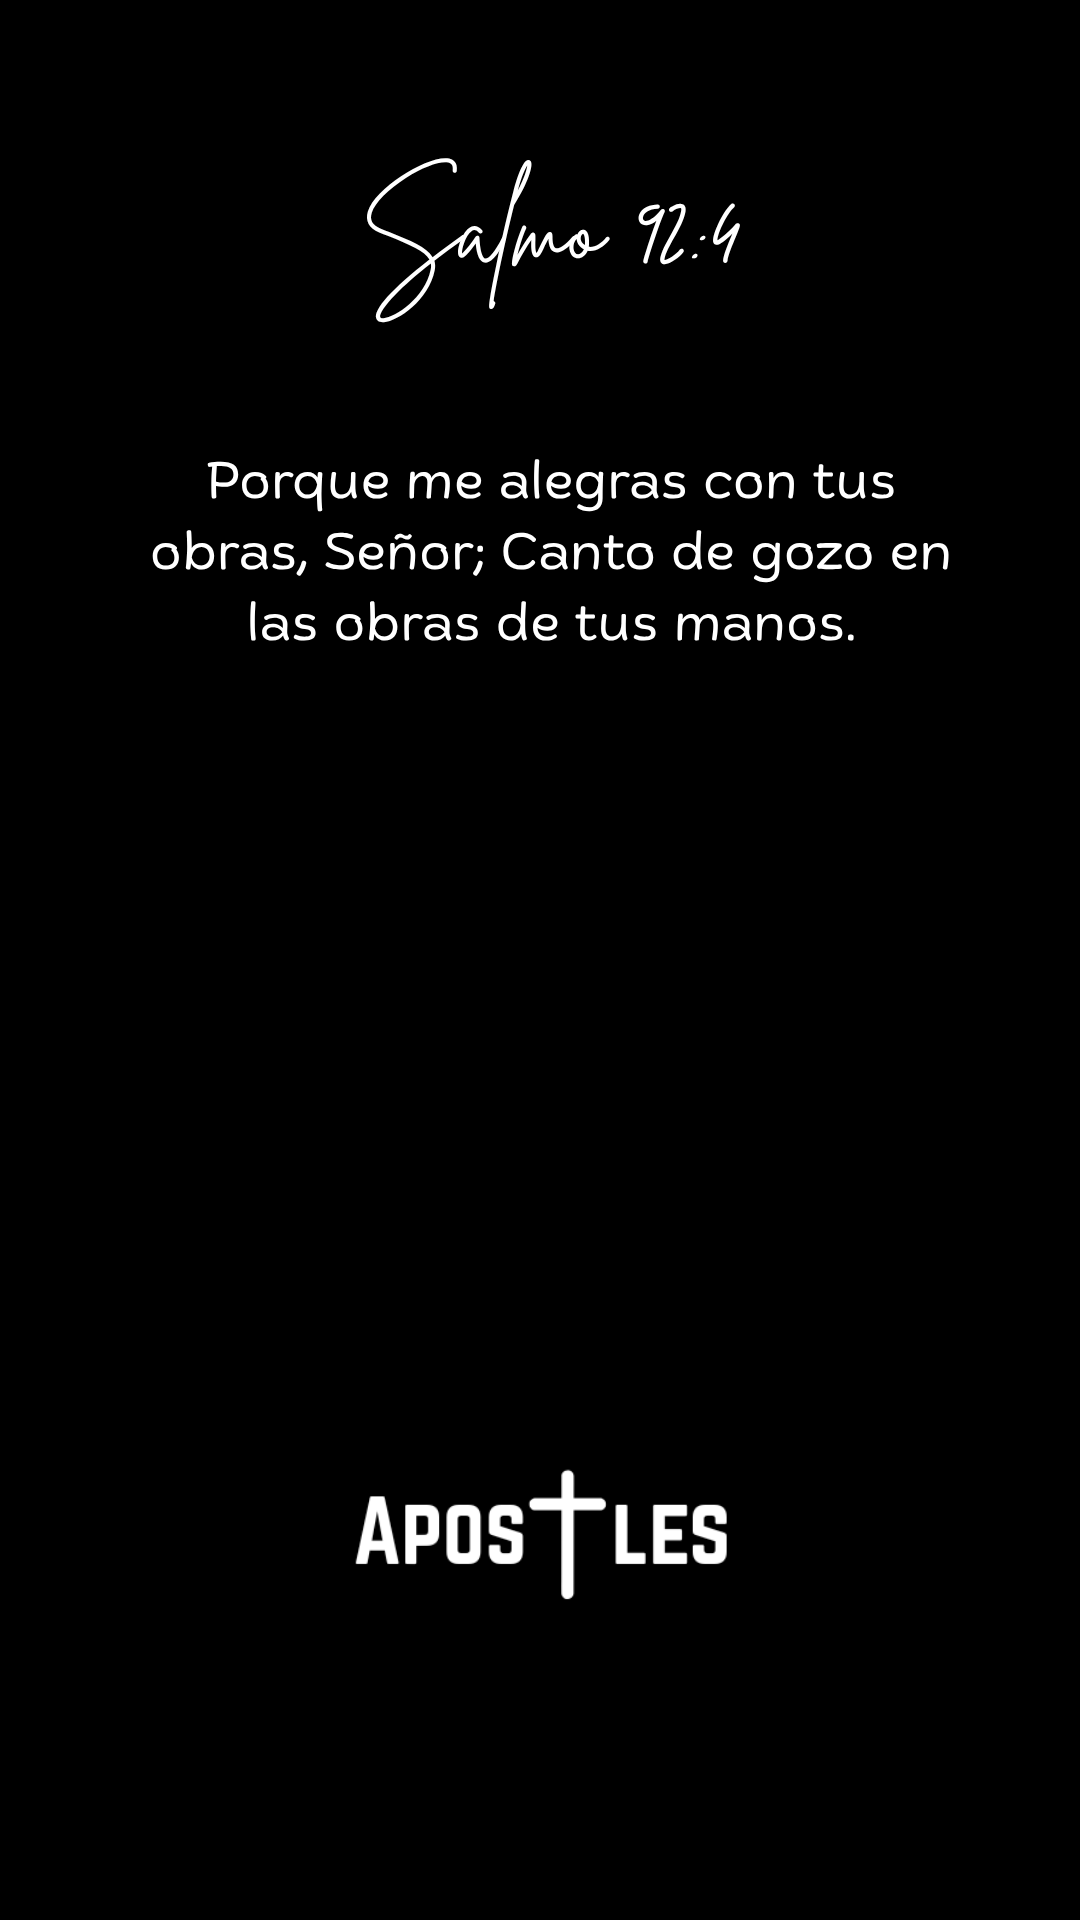 Salmo 92:4
Porque me alegras con tus
obras, Señor; Canto de gozo en
las obras de tus manos.
APOSTLES